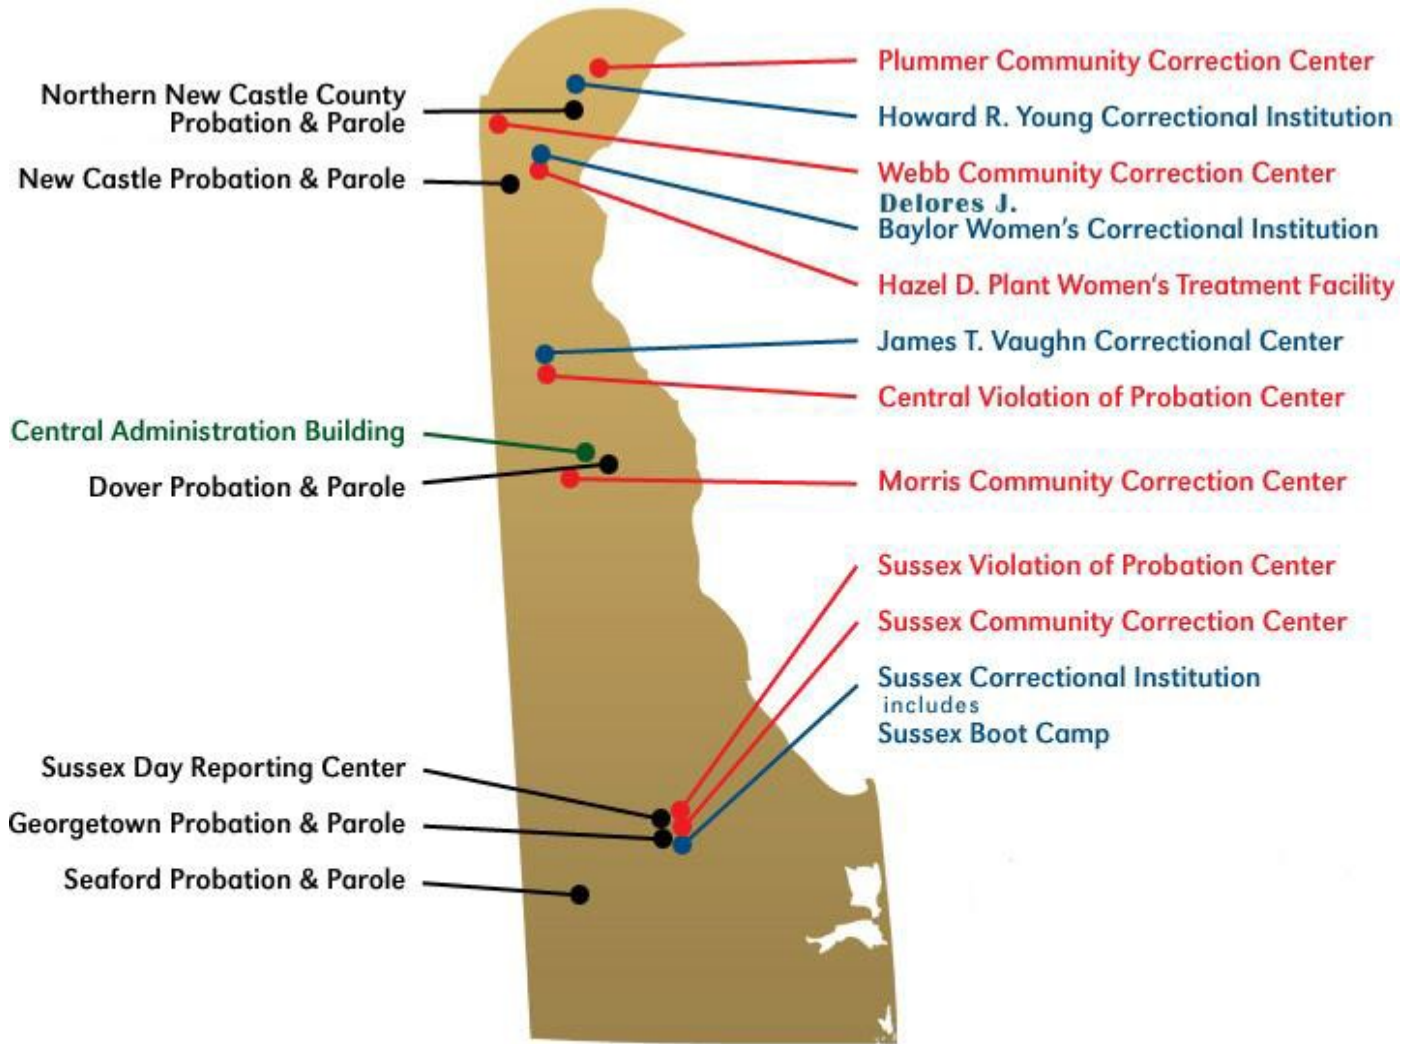 Northern New Castle County
Probation & Parole
New Castle Probation & Parole
Central Administration Building
Dover Probation & Parole
Sussex Day Reporting Center
Georgetown Probation & Parole
Seaford Probation & Parole
Plummer Community Correction Center
Howard R. Young Correctional Institution
Webb Community Correction Center
Delores J.
Baylor Women's Correctional Institution
Hazel D. Plant Women's Treatment Facility
James T. Vaughn Correctional Center
Central Violation of Probation Center
Morris Community Correction Center
Sussex Violation of Probation Center
Sussex Community Correction Center
Sussex Correctional Institution
includes
Sussex Boot Camp